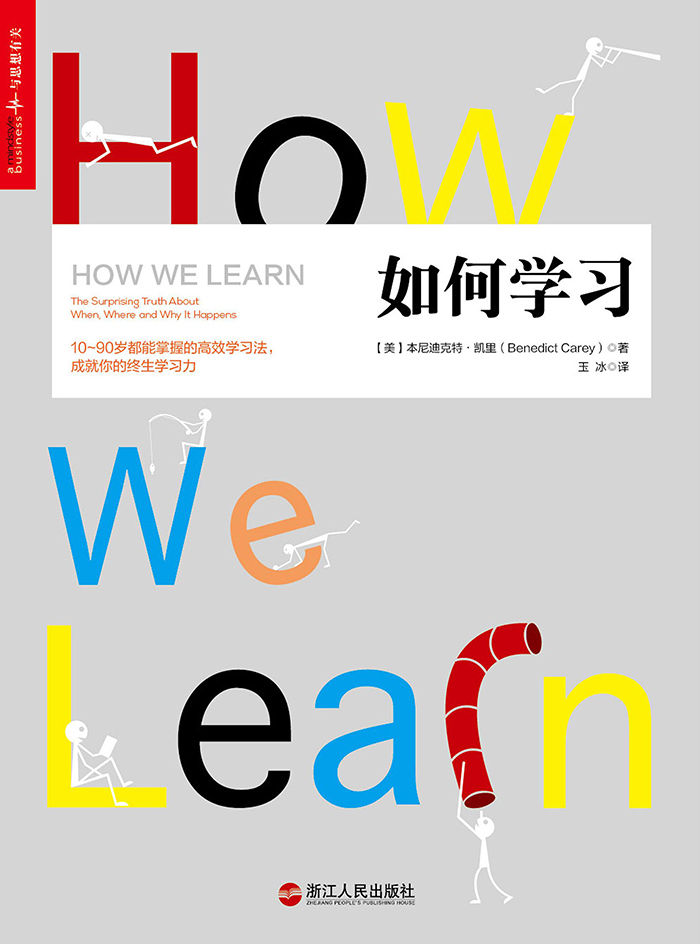 a mindstyle business 与思想有关
How
HOW WE LEARN
The Surprising Truth About
When, Where and Why It Happens
10~90岁都能掌握的高效学习法，
成就你的终生学习力
如何学习
【美】本尼迪克特·凯里（Benedict Carey）◎著
玉 冰◎译
We
Learn
浙江人民出版社
ZHEJIANG PEOPLE'S PUBLISHING HOUSE